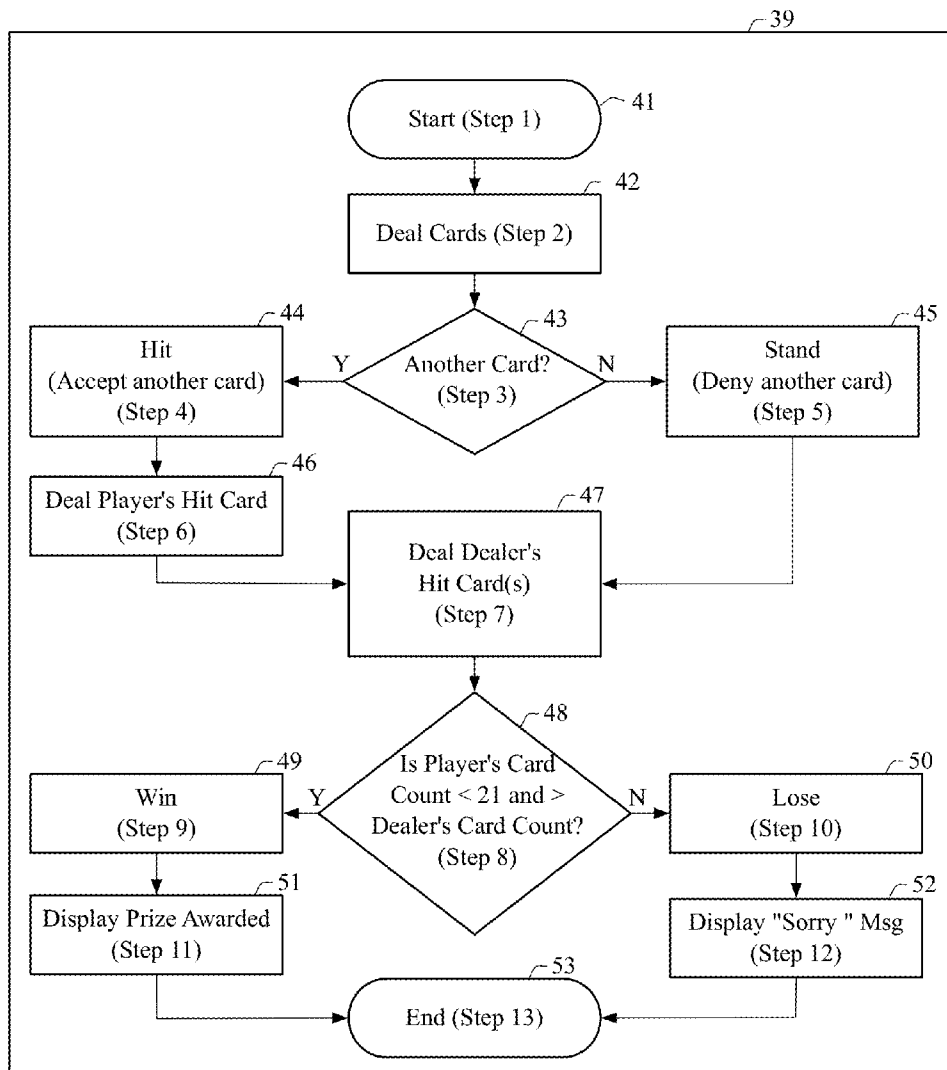 39
41
Start (Step 1)
42
Deal Cards (Step 2)
44
43
45
Hit
(Accept another card)
(Step 4)
Y
Another Card?
(Step 3)
N
Stand
(Deny another card)
(Step 5)
46
Deal Player's Hit Card
(Step 6)
47
Deal Dealer's
Hit Card(s)
(Step 7)
48
49
Win
(Step 9)
Y
Is Player's Card
Count < 21 and >
Dealer's Card Count?
(Step 8)
N
50
Lose
(Step 10)
51
Display Prize Awarded
(Step 11)
52
Display "Sorry " Msg
(Step 12)
53
End (Step 13)